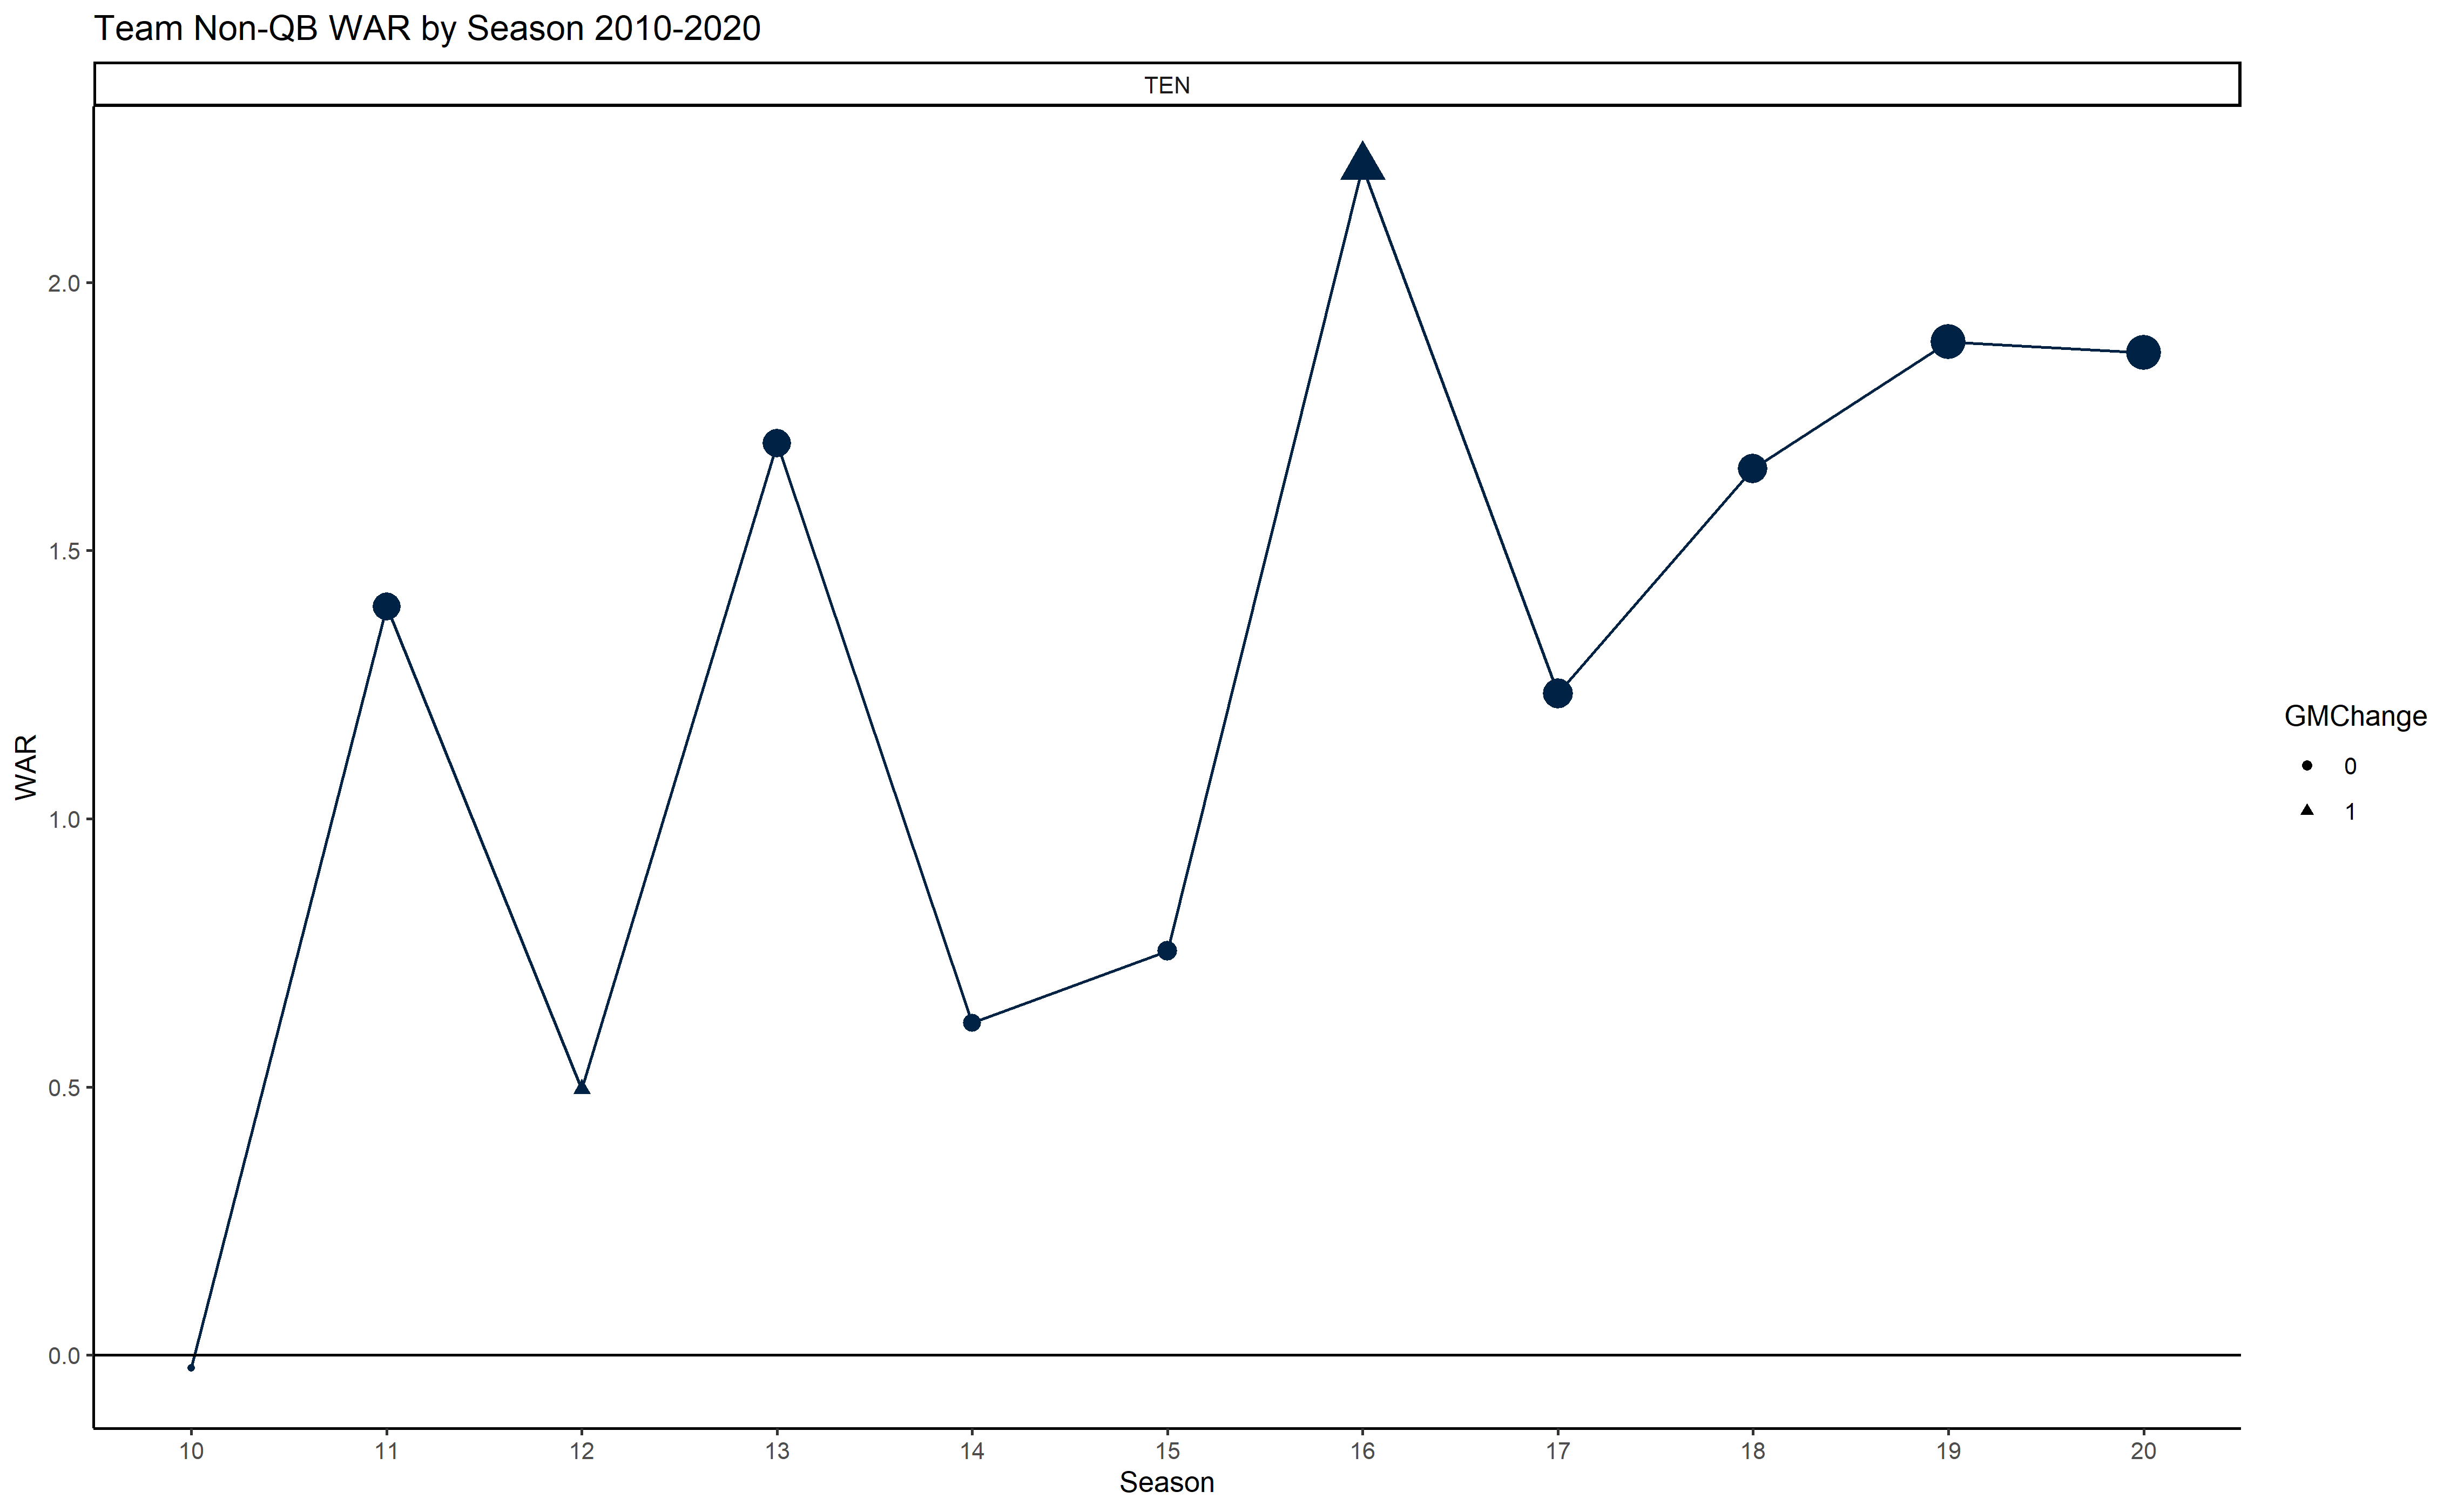 Team Non-QB WAR by Season 2010-2020
TEN
2.0
1.5
1.0
0.5
0.0
WAR
10 11 12 13 14 15 16 17 18 19 20
Season
GMChange
0
1